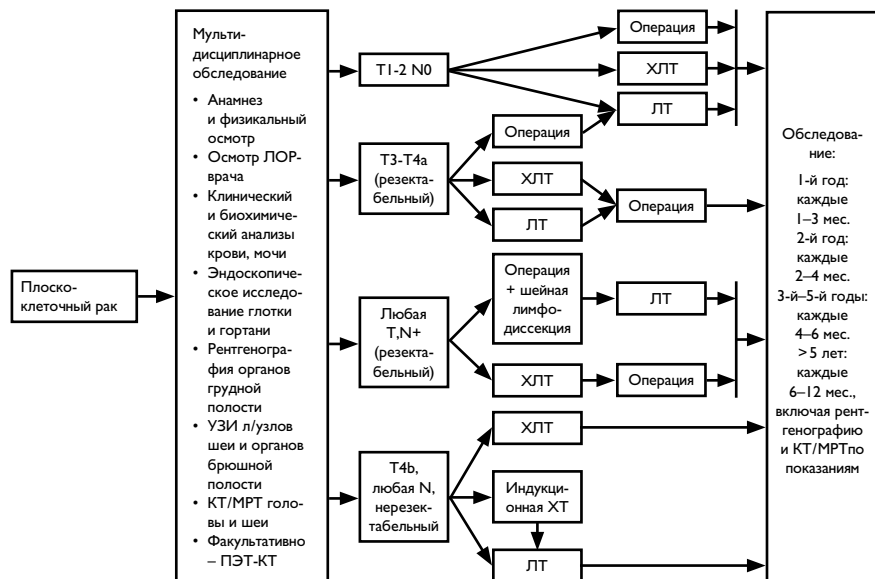 Плоско-
клеточный рак
Мульти-
дисциплинарное
обследование
• Анамнез
и физикальный
осмотр
• Осмотр ЛОР-
врача
• Клинический
и биохимический
анализы
крови, мочи
• Эндоскопиче-
ское исследо-
вание глотки
и гортани
• Рентгеногра-
фия органов
грудной
полости
• УЗИ л/узлов
шеи и органов
брюшной
полости
• КТ/МРТ голо-
вы и шеи
• Факультативно
– ПЭТ-КТ
T1-2 N0
Операция
ХЛТ
ЛТ
T3-T4a
(резекта-
бельный)
Операция
ХЛТ
ЛТ
Операция
Любая
T,N+
(резекта-
бельный)
Операция
+ шейная
лимфо-
диссекция
ЛТ
ХЛТ
Операция
T4b,
любая N,
нерезек-
табельный
ХЛТ
Индукци-
онная ХТ
ЛТ
Обследова-
ние:
1-й год:
каждые
1–3 мес.
2-й год:
каждые
2–4 мес.
3-й–5-й годы:
каждые
4–6 мес.
>5 лет:
каждые
6–12 мес.,
включая рент-
генографию
и КТ/МРТпо
показаниям